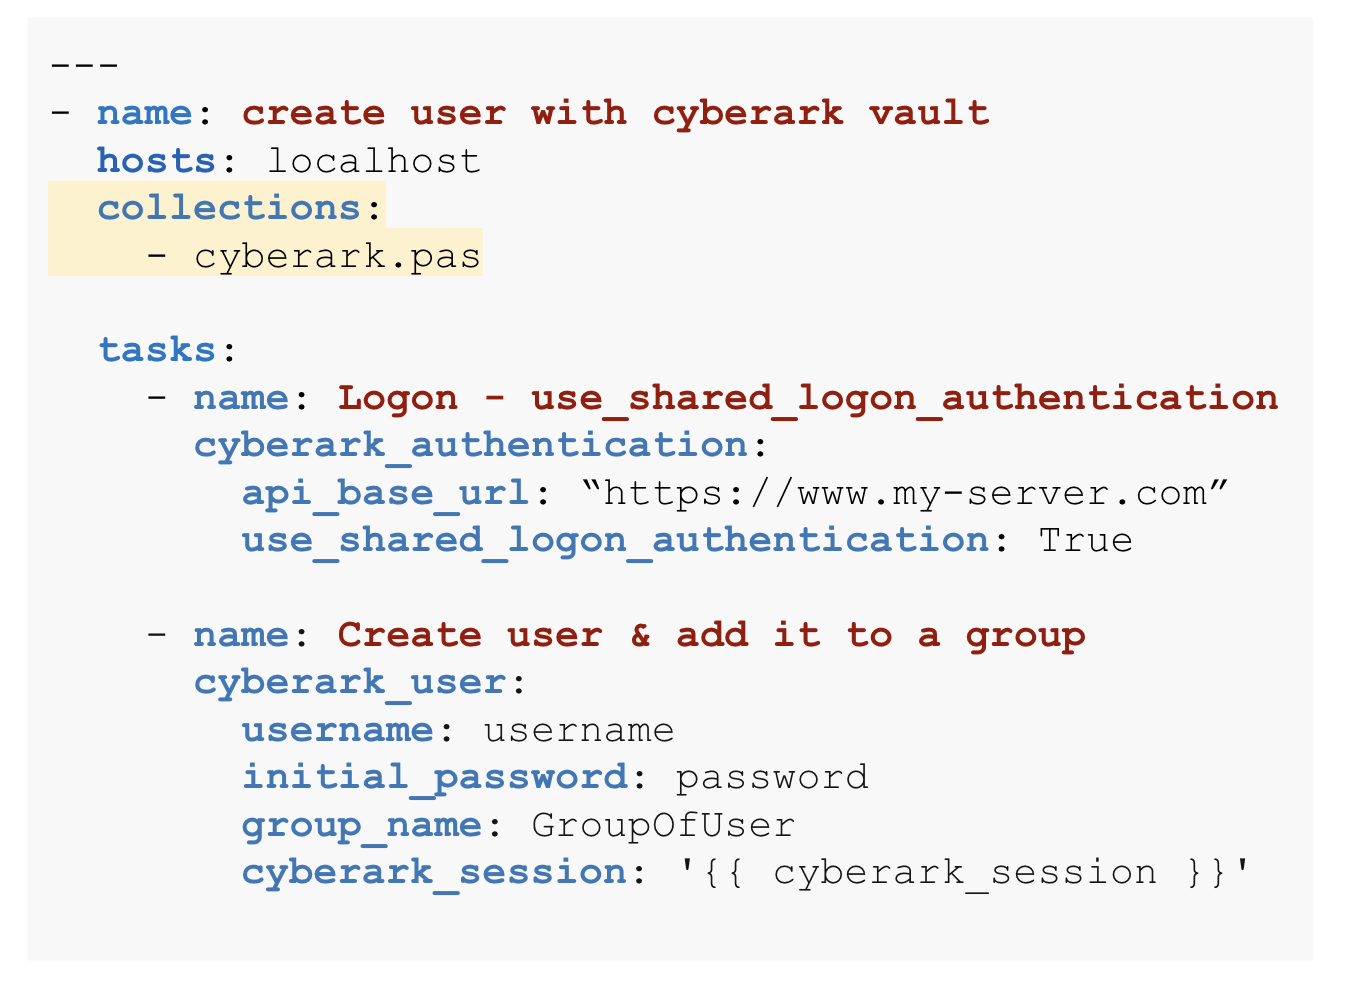 ---
- name: create user with cyberark vault
  hosts: localhost
  collections:
    - cyberark.pas
  tasks:
    - name: Logon - use_shared_logon_authentication
      cyberark_authentication:
        api_base_url: “https://www.my-server.com”
        use_shared_logon_authentication: True
    - name: Create user & add it to a group
      cyberark_user:
        username: username
        initial_password: password
        group_name: GroupOfUser
        cyberark_session: '{{ cyberark_session }}'